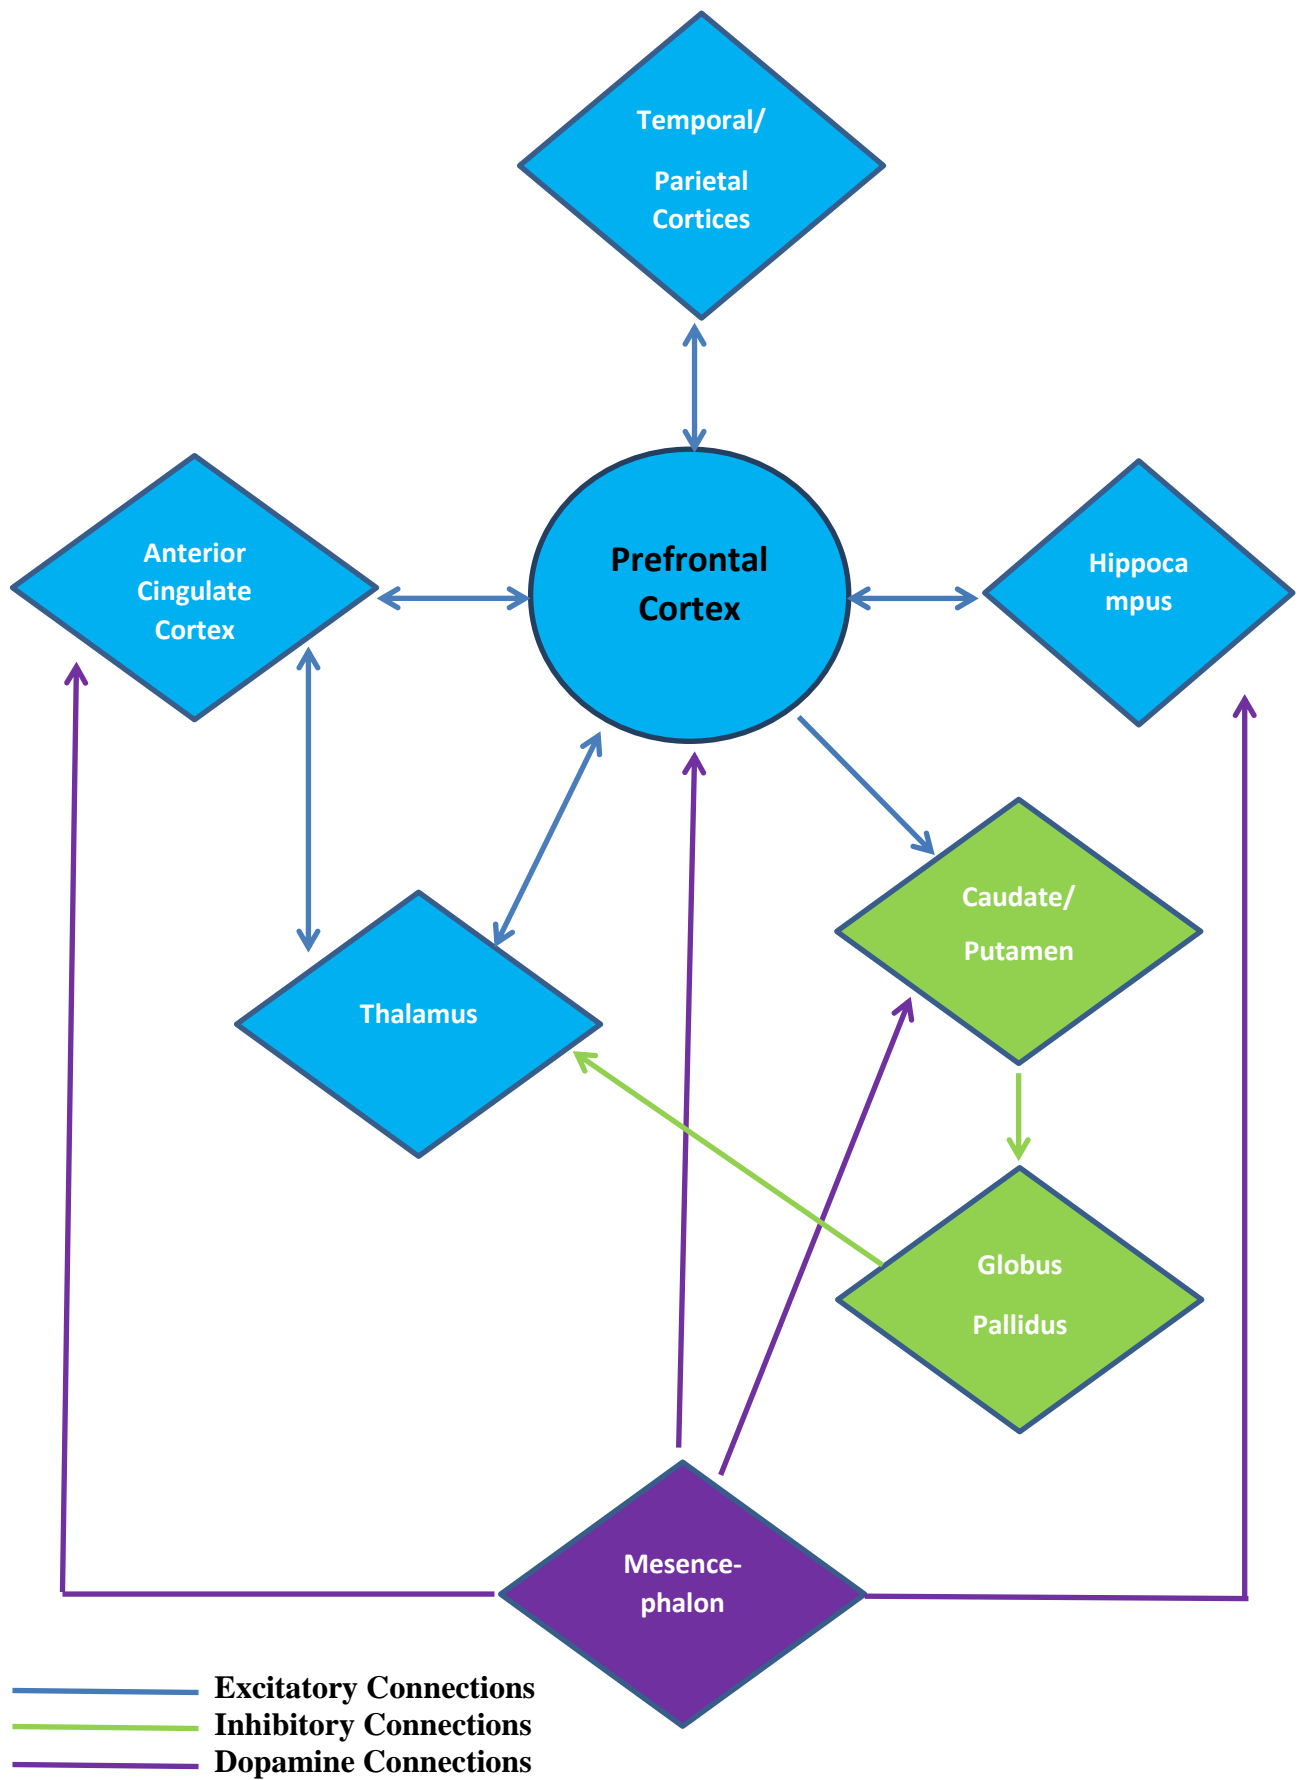 Temporal/
Parietal
Cortices
Anterior
Cingulate
Cortex
Prefrontal
Cortex
Hippoca
mpus
Caudate/
Putamen
Thalamus
Globus
Pallidus
Mesence-
phalon
Excitatory Connections
Inhibitory Connections
Dopamine Connections